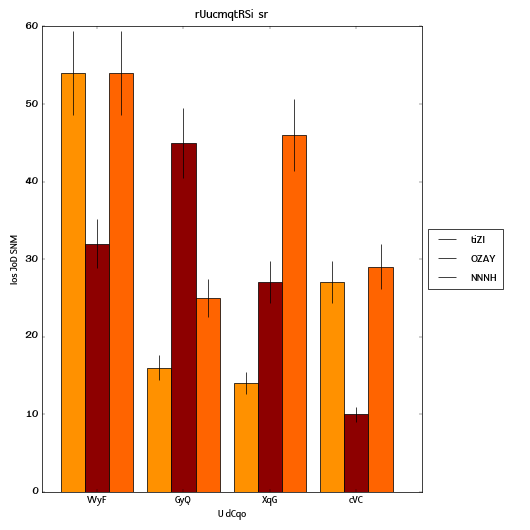 rUucmqtRSi sr
60
50
40
30
20
10
0
los JoD SNM
WyF GyQ XqG cVC
U dCqo
tiZI
OZAY
NNNH